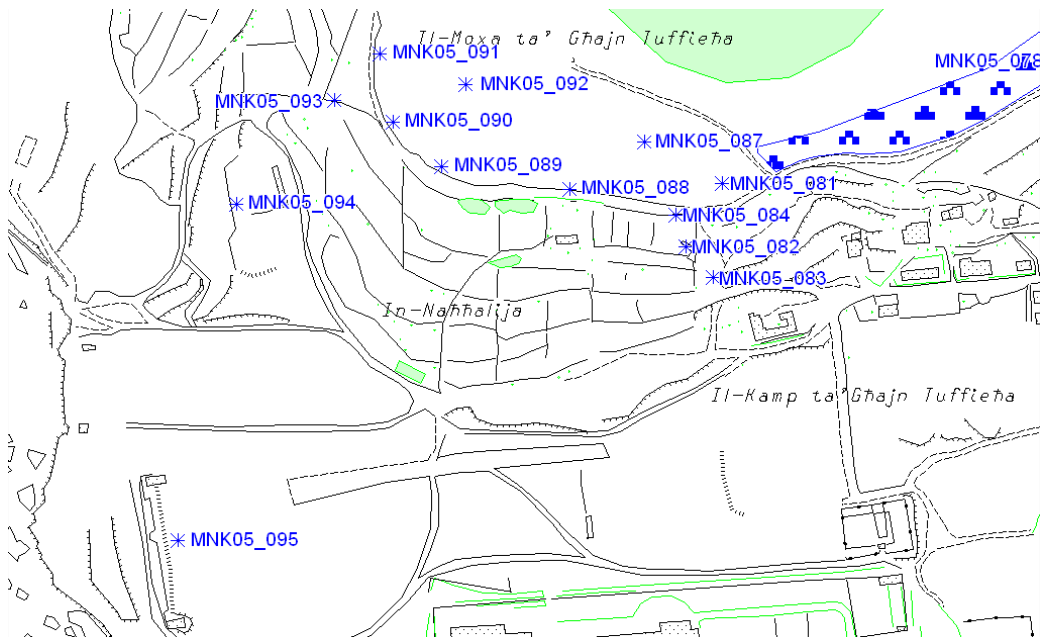 Il-Moxa ta' Għajn Tuffieħa
MNK05_091
MNK05_078
MNK05_092
MNK05_093
MNK05_090
MNK05_087
MNK05_089
MNK05_081
MNK05_088
MNK05_094
MNK05_084
MNK05_082
MNK05_083
In-Naħħalija
Il-Kamp ta'Għajn Tuffieħa
MNK05_095